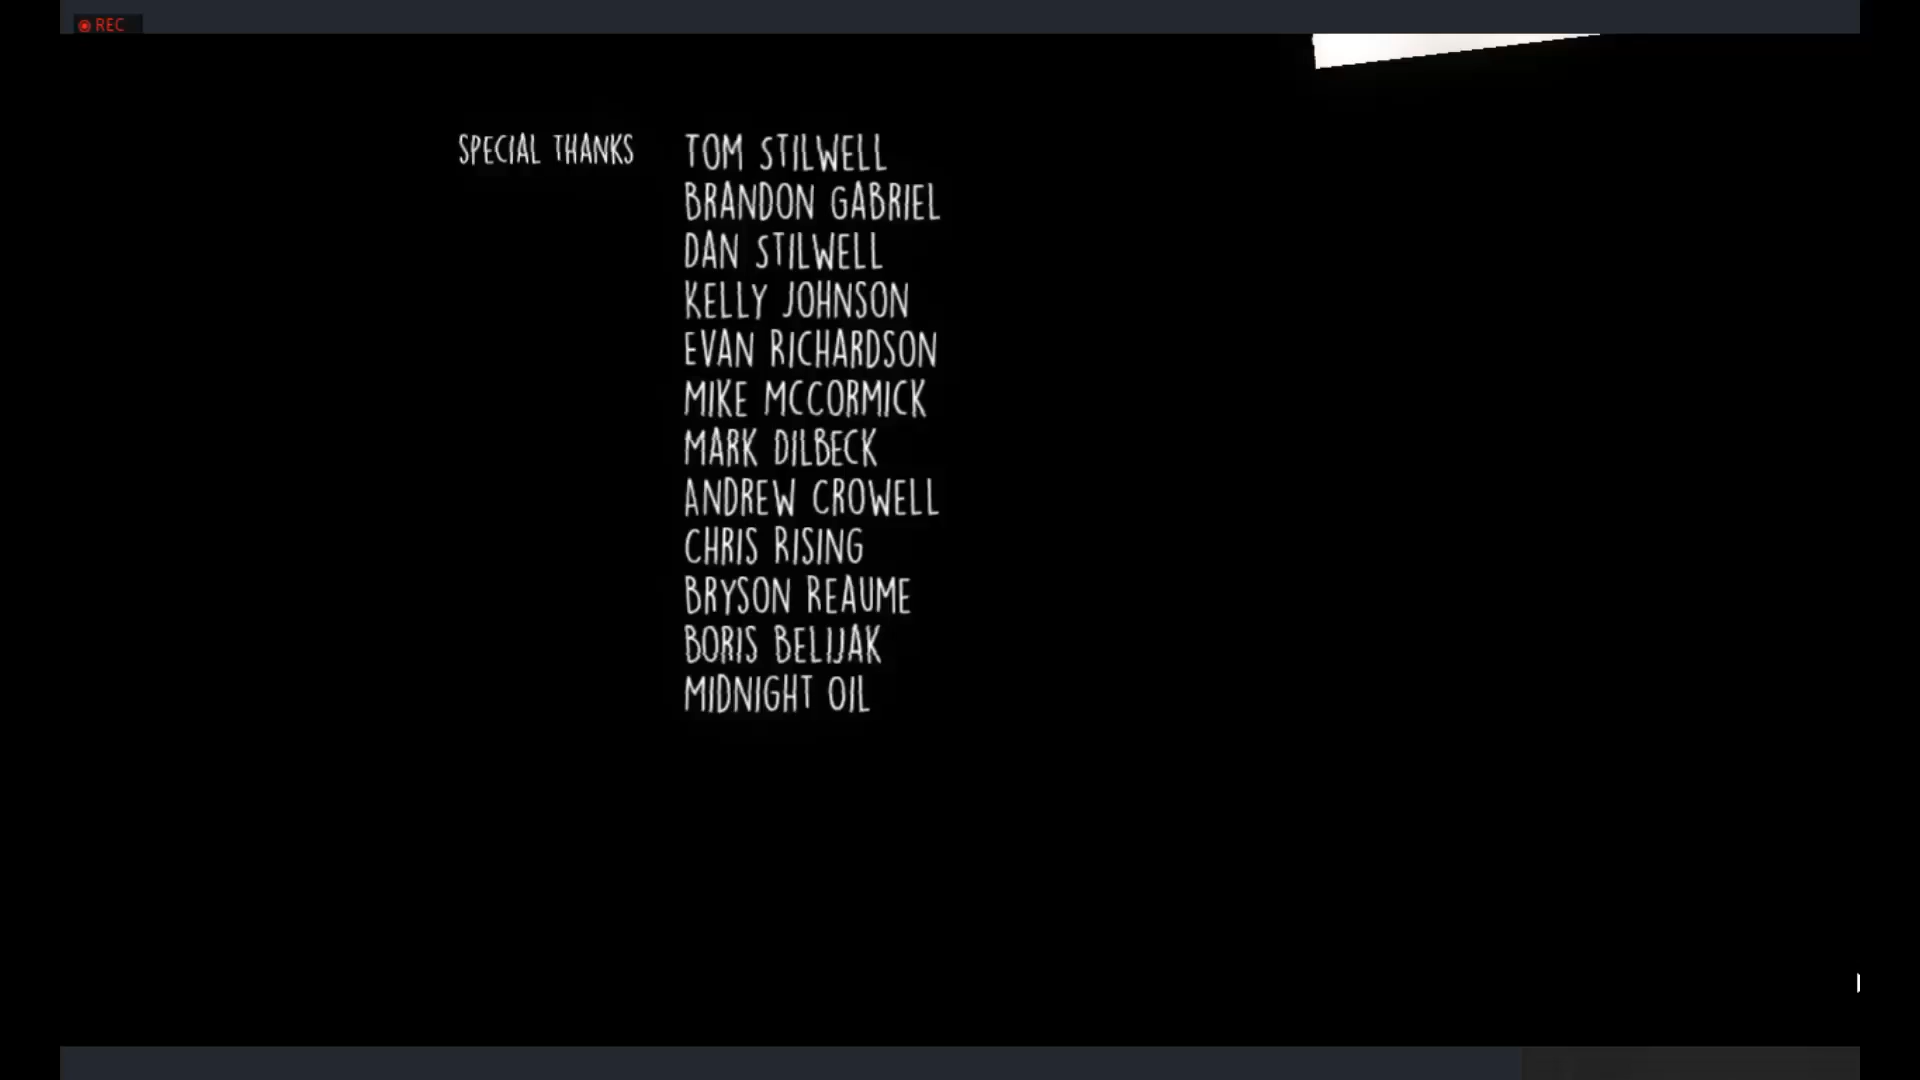 REC
SPECIAL THANKS TOM STILWELL
BRANDON GABRIEL
DAN STILWELL
KELLY JOHNSON
EVAN RICHARDSON
MIKE MCCORMICK
MARK DILBECK
ANDREW CROWELL
CHRIS RISING
BRYSON REAUME
BORIS BELIJAK
MIDNIGHT OIL